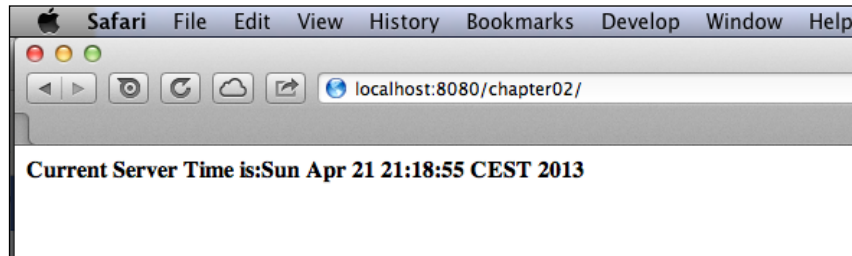 Safari File Edit View History Bookmarks Develop Window Help
localhost:8080/chapter02/
Current Server Time is:Sun Apr 21 21:18:55 CEST 2013